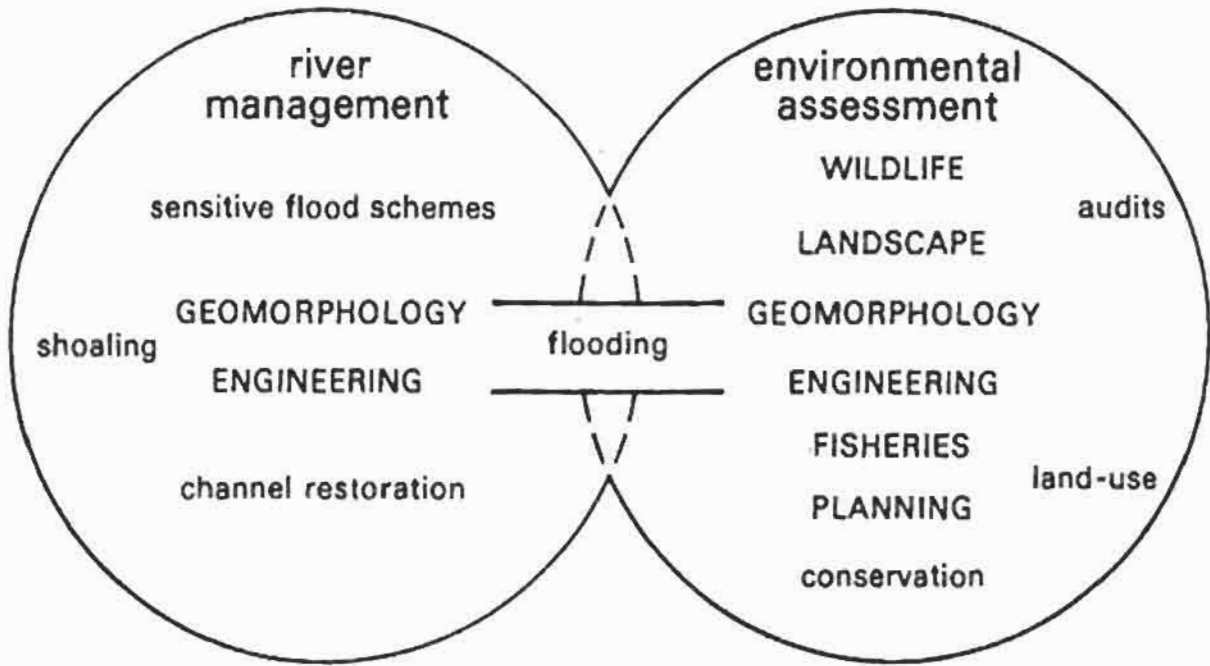 river
management
sensitive flood schemes
GEOMORPHOLOGY
shoaling
ENGINEERING
channel restoration
flooding
environmental
assessment
WILDLIFE
audits
LANDSCAPE
GEOMORPHOLOGY
ENGINEERING
FISHERIES
land-use
PLANNING
conservation